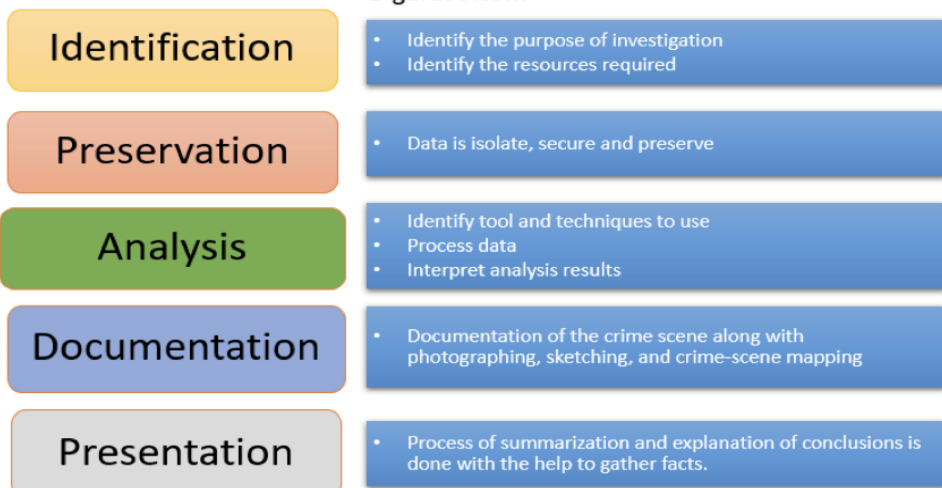 Identification
• Identify the purpose of investigation
• Identify the resources required
Preservation
• Data is isolate, secure and preserve
Analysis
• Identify tool and techniques to use
• Process data
• Interpret analysis results
Documentation
• Documentation of the crime scene along with
photographing, sketching, and crime-scene mapping
Presentation
• Process of summarization and explanation of conclusions is
done with the help to gather facts.